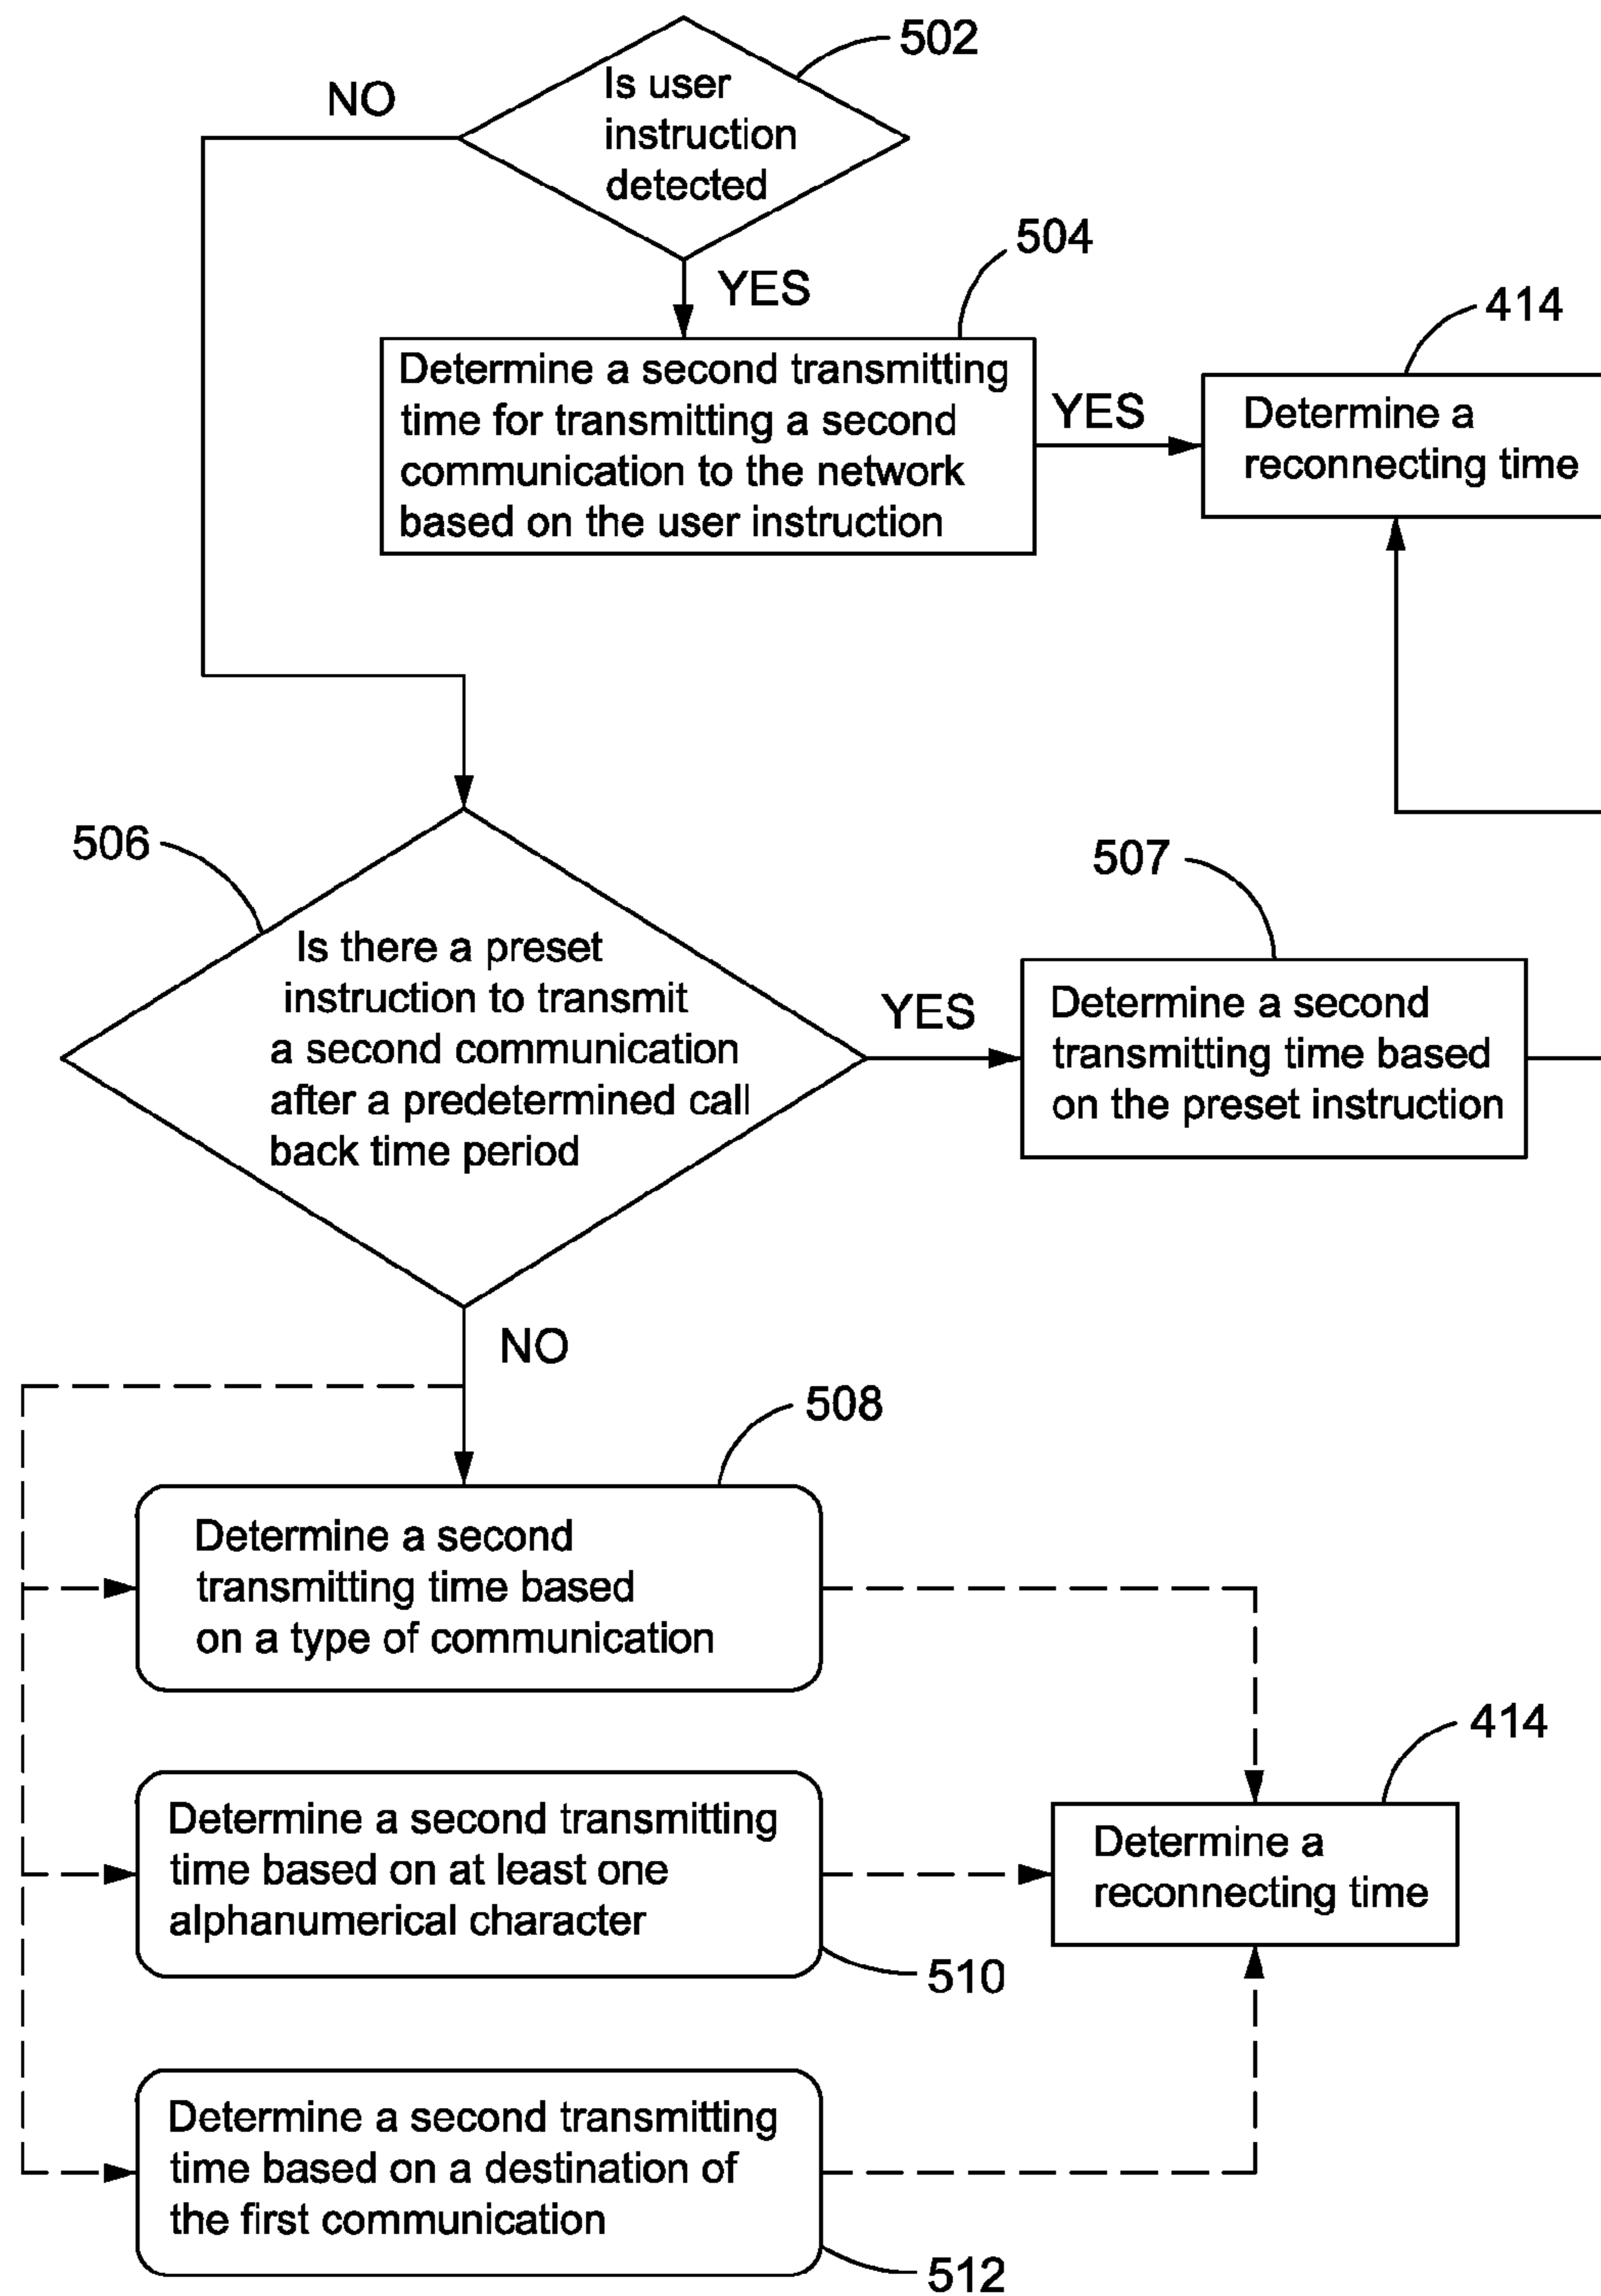 502
NO
Is user
instruction
detected
504
YES
414
Determine a second transmitting
time for transmitting a second
communication to the network
based on the user instruction
YES
Determine a
reconnecting time
506
507
Is there a preset
instruction to transmit
a second communication
after a predetermined call
back time period
YES
Determine a second
transmitting time based
on the preset instruction
NO
508
Determine a second
transmitting time based
on a type of communication
414
Determine a second transmitting
time based on at least one
alphanumerical character
Determine a
reconnecting time
510
Determine a second transmitting
time based on a destination of
the first communication
512